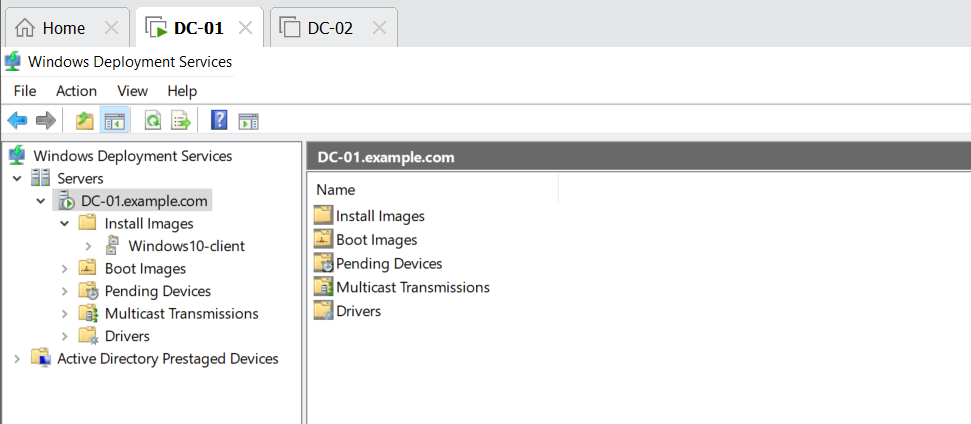 Home DC-01 DC-02
Windows Deployment Services
File Action View Help
Windows Deployment Services
Servers
DC-01.example.com
Install Images
Windows10-client
Boot Images
Pending Devices
Multicast Transmissions
Drivers
Active Directory Prestaged Devices
DC-01.example.com
Name
Install Images
Boot Images
Pending Devices
Multicast Transmissions
Drivers